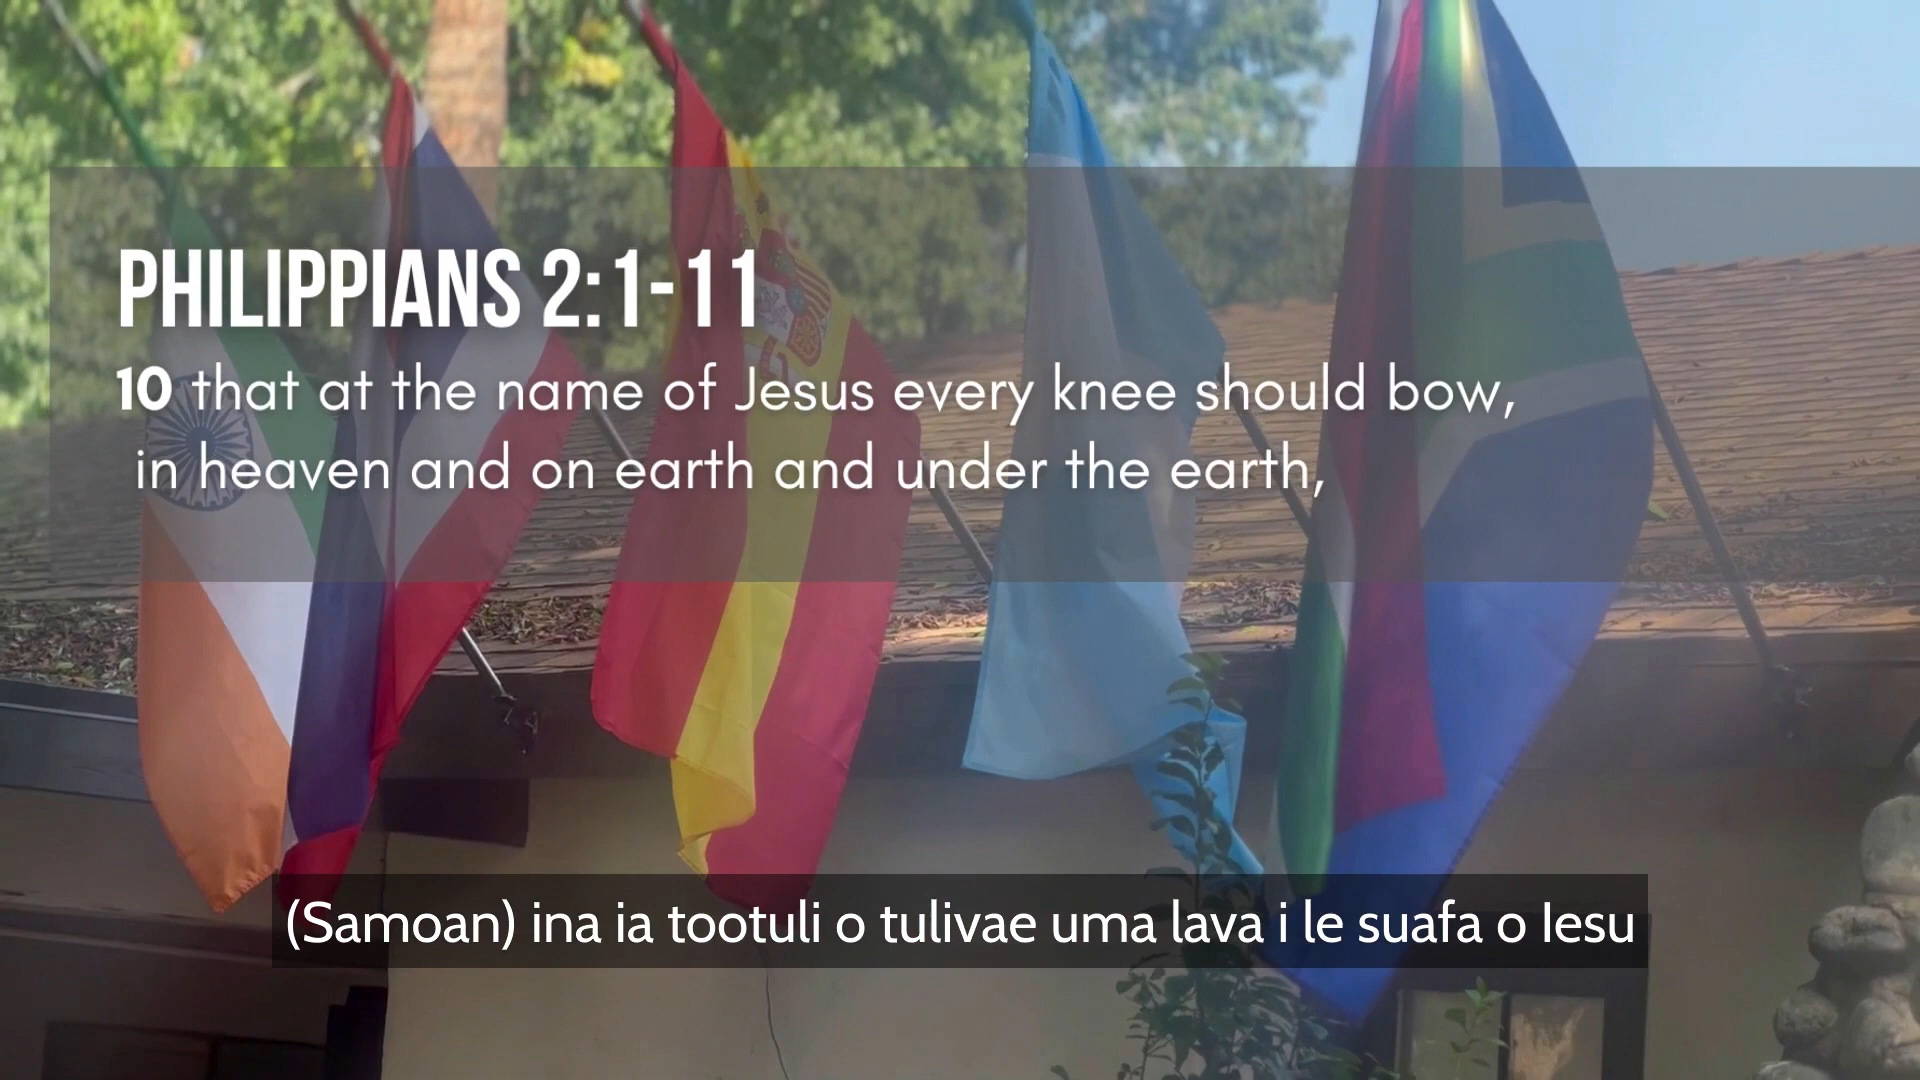 PHILIPPIANS 2:1-11
10 that at the name of Jesus every knee should bow,
in heaven and on earth and under the earth,
(Samoan) ina ia tootuli o tulivae uma lava i le suafa o Iesu